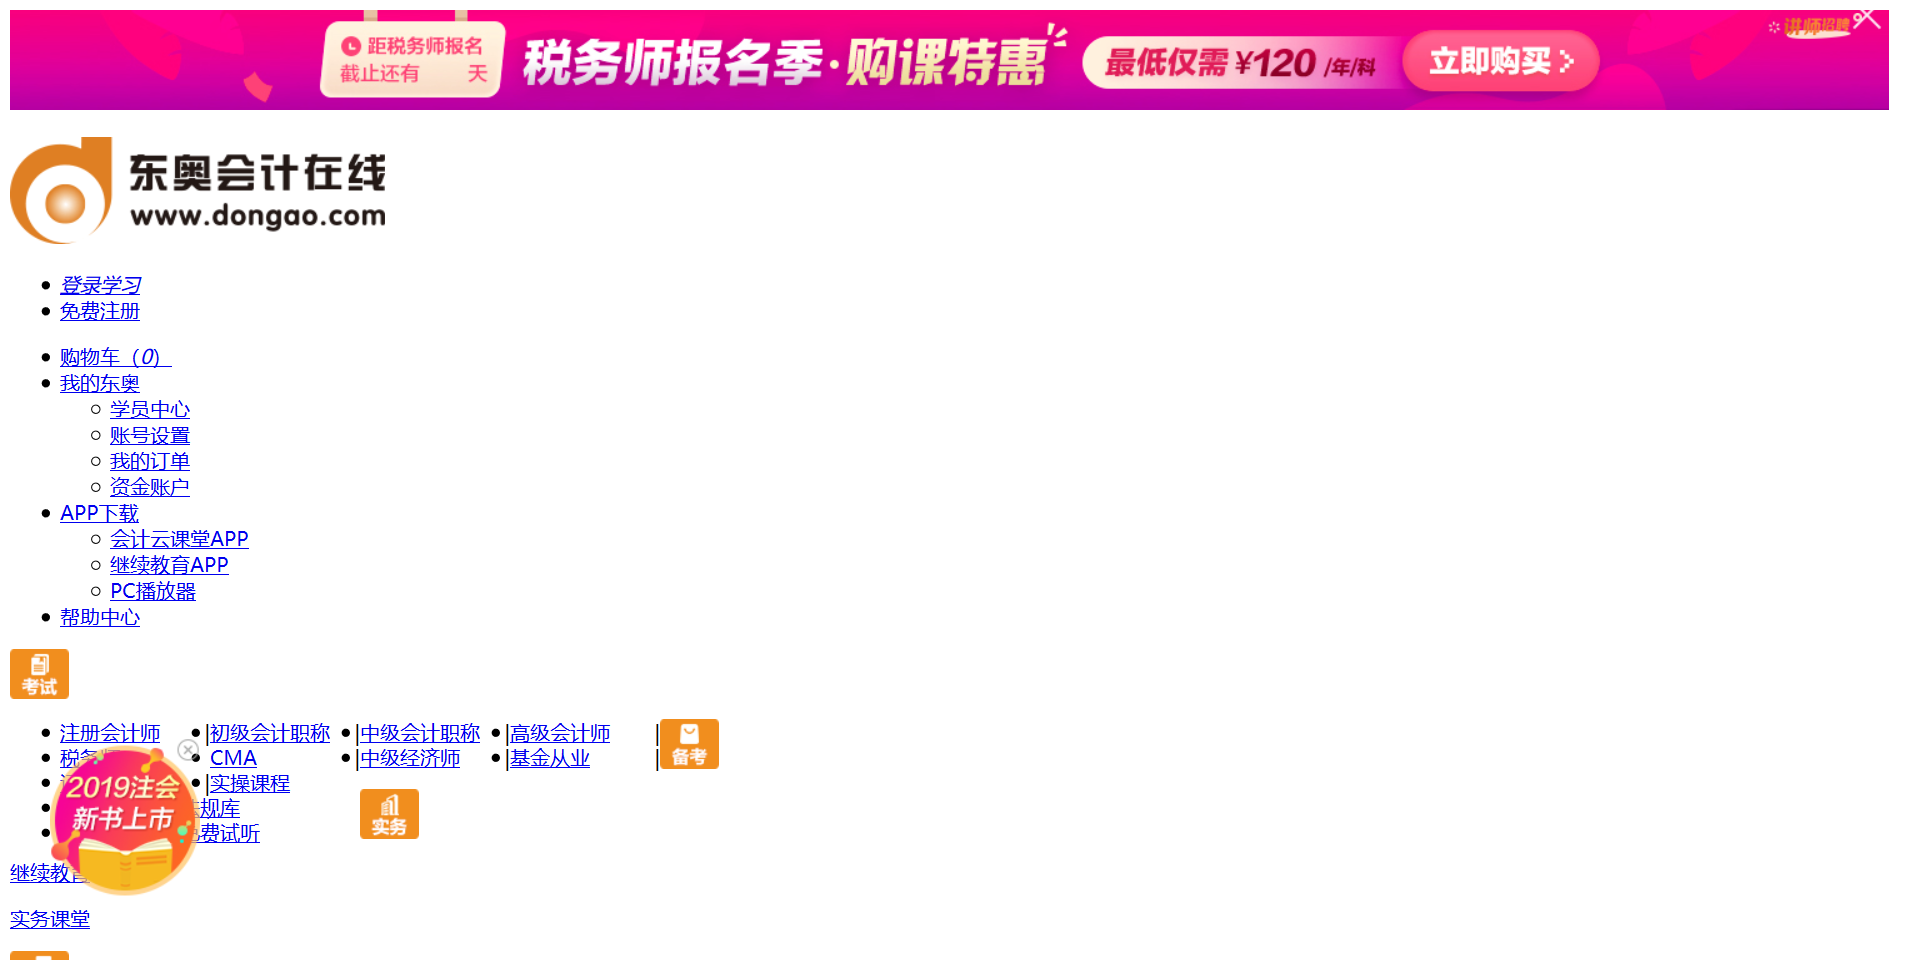 距税务师报名
截止还有 天
税务师报名季·购课特惠
最低仅需 ¥120 /年/科
立即购买
讲师招聘
东奥会计在线
www.dongao.com
登录学习
免费注册
购物车（0）
我的东奥
学员中心
账号设置
我的订单
资金账户
APP下载
会计云课堂APP
继续教育APP
PC播放器
帮助中心
考试
注册会计师 |初级会计职称 |中级会计职称 |高级会计师 |
备考
税务师 CMA |中级经济师 |基金从业 |
|实操课程
法规库
实务
免费试听
2019注会
新书上市
继续教育
实务课堂